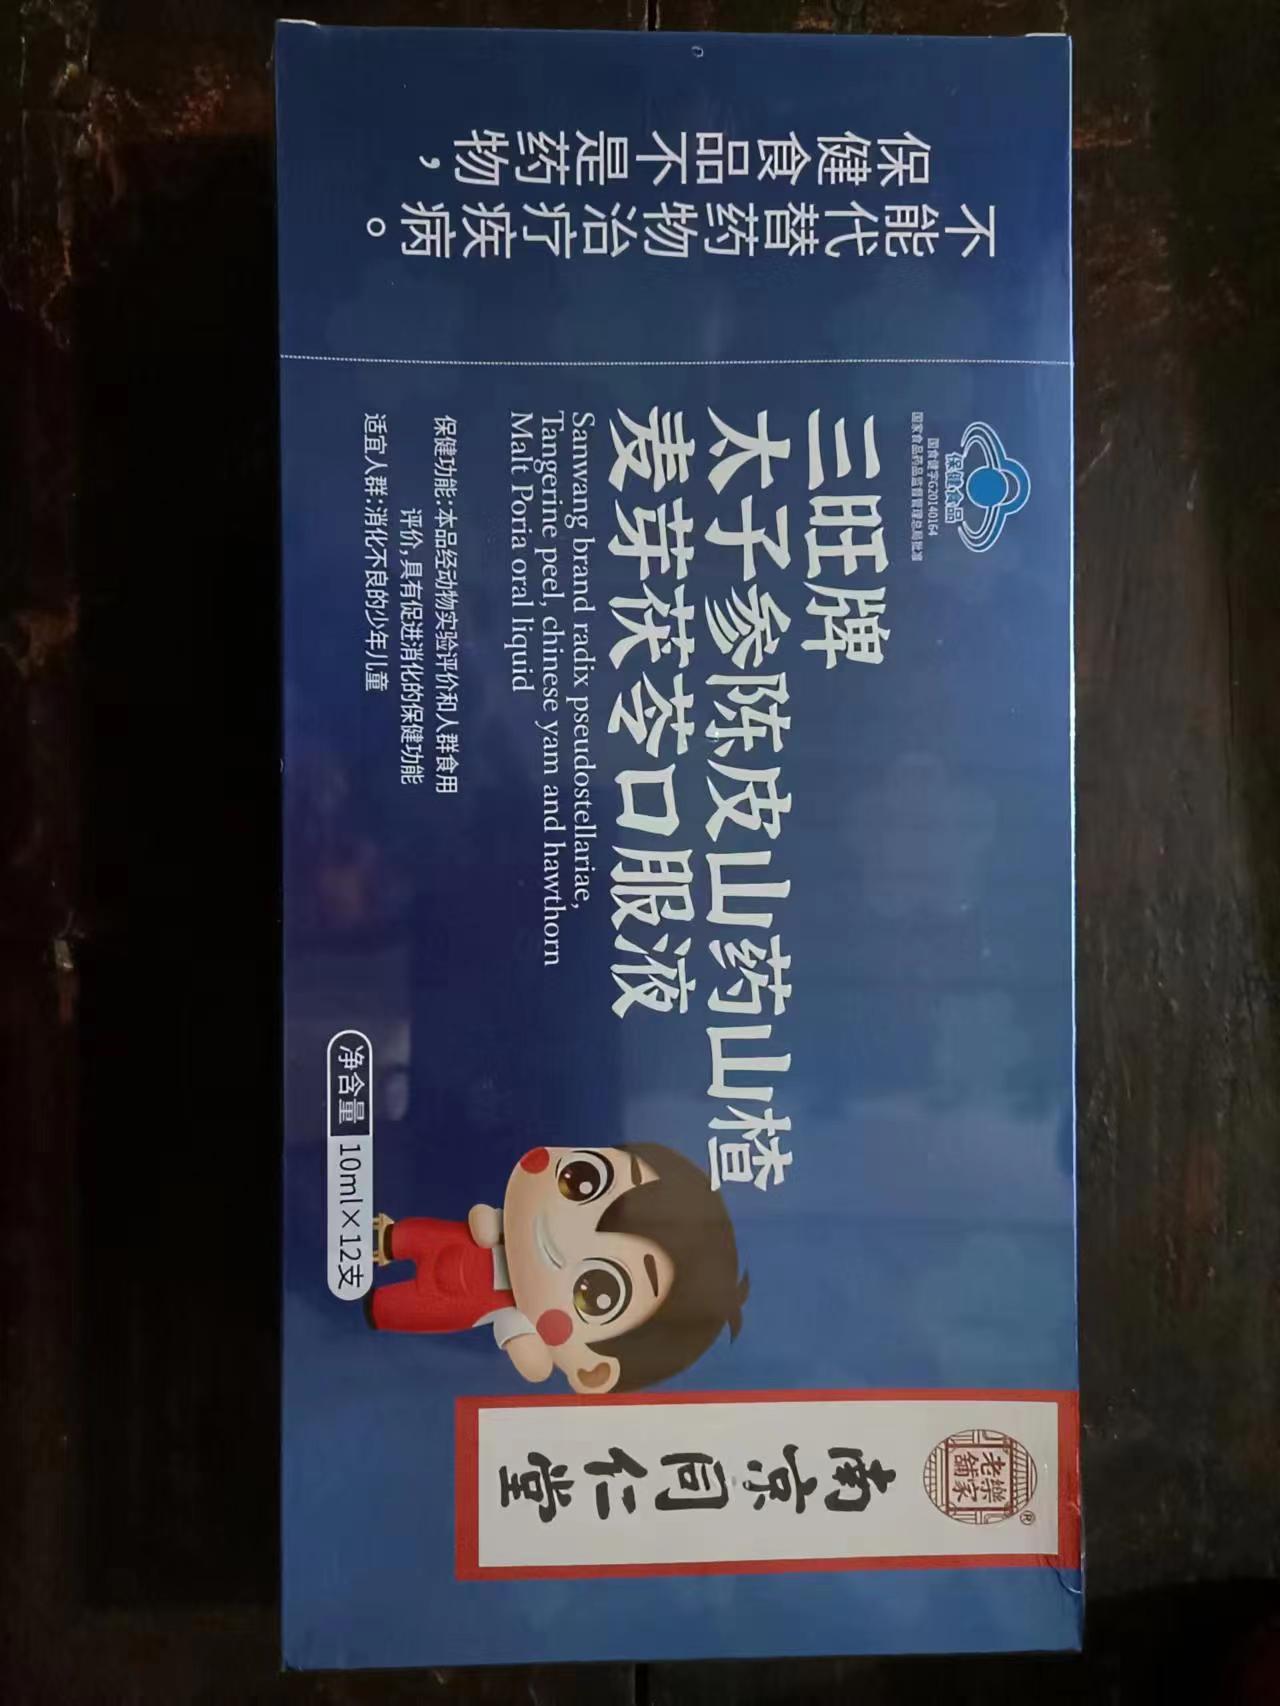 保健食品不是药物，
不能代替药物治疗疾病。
保健食品
国食健字G20140164
国家食品药品监督管理总局批准
三旺牌
太子参陈皮山药山楂
麦芽茯苓口服液
Sanwang brand radix pseudostellariae,
Tangerine peel, chinese yam and hawthorn
Malt Poria oral liquid
保健功能:本品经动物实验评价和人群食用
评价,具有促进消化的保健功能
适宜人群:消化不良的少年儿童
净含量 10ml×12支
樂家
老舖
®
南京同仁堂